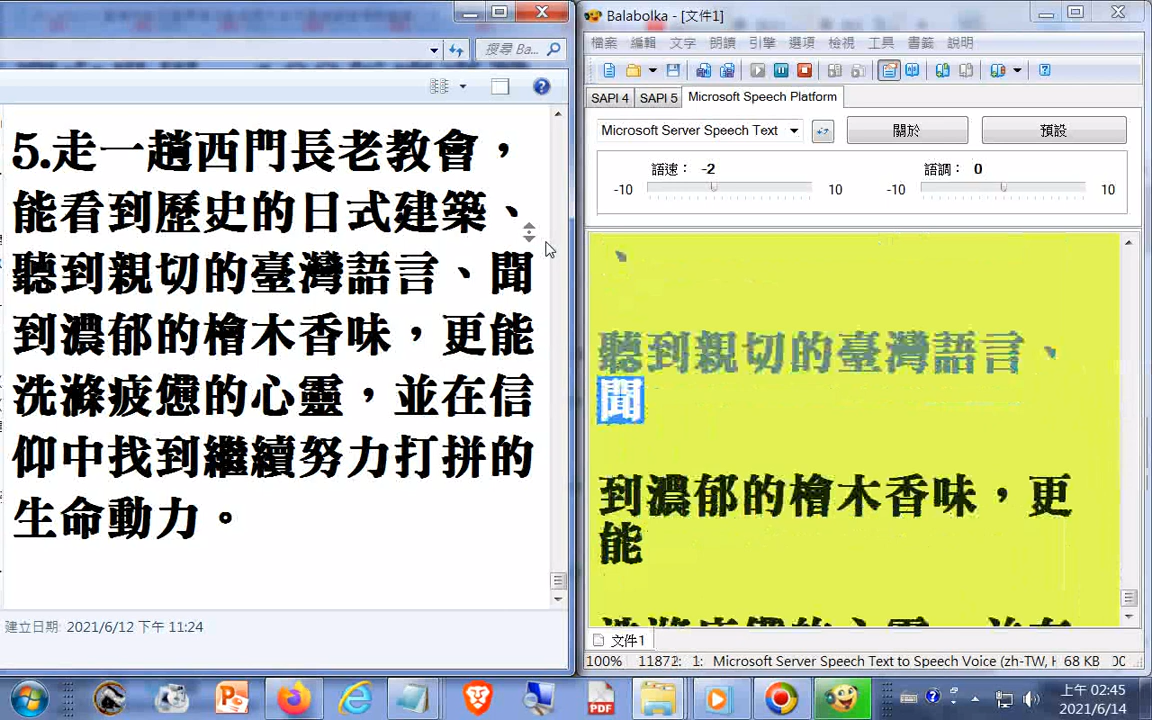 搜尋 Ba...
5.走一趟西門長老教會，
能看到歷史的日式建築、
聽到親切的臺灣語言、聞
到濃郁的檜木香味，更能
洗滌疲憊的心靈，並在信
仰中找到繼續努力打拼的
生命動力。
建立日期: 2021/6/12 下午 11:24
Balabolka - [文件1]
檔案 編輯 文字 朗讀 引擎 選項 檢視 工具 書籤 說明
SAPI 4 SAPI 5 Microsoft Speech Platform
Microsoft Server Speech Text 關於 預設
語速： -2 語調： 0
-10 10 -10 10
、
聽到親切的臺灣語言、
聞
到濃郁的檜木香味，更
能
文件1
100% 11872: 1: Microsoft Server Speech Text to Speech Voice (zh-TW, H 68 KB
PDF
上午 02:45
2021/6/14